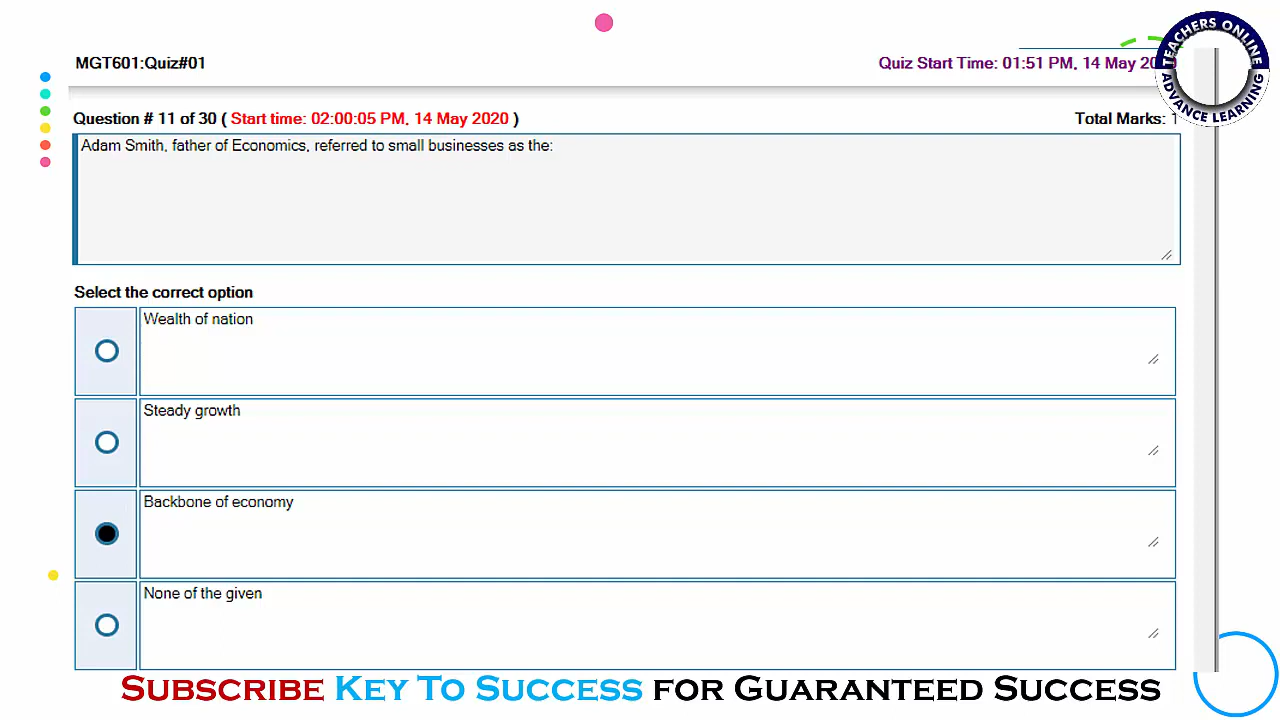 TEACHERS ONLINE
ADVANCE LEARNING
MGT601:Quiz#01
Quiz Start Time: 01:51 PM, 14 May 20
Question # 11 of 30 ( Start time: 02:00:05 PM, 14 May 2020 )
Total Marks: 1
Adam Smith, father of Economics, referred to small businesses as the:
Select the correct option
Wealth of nation
Steady growth
Backbone of economy
None of the given
SUBSCRIBE KEY TO SUCCESS FOR GUARANTEED SUCCESS